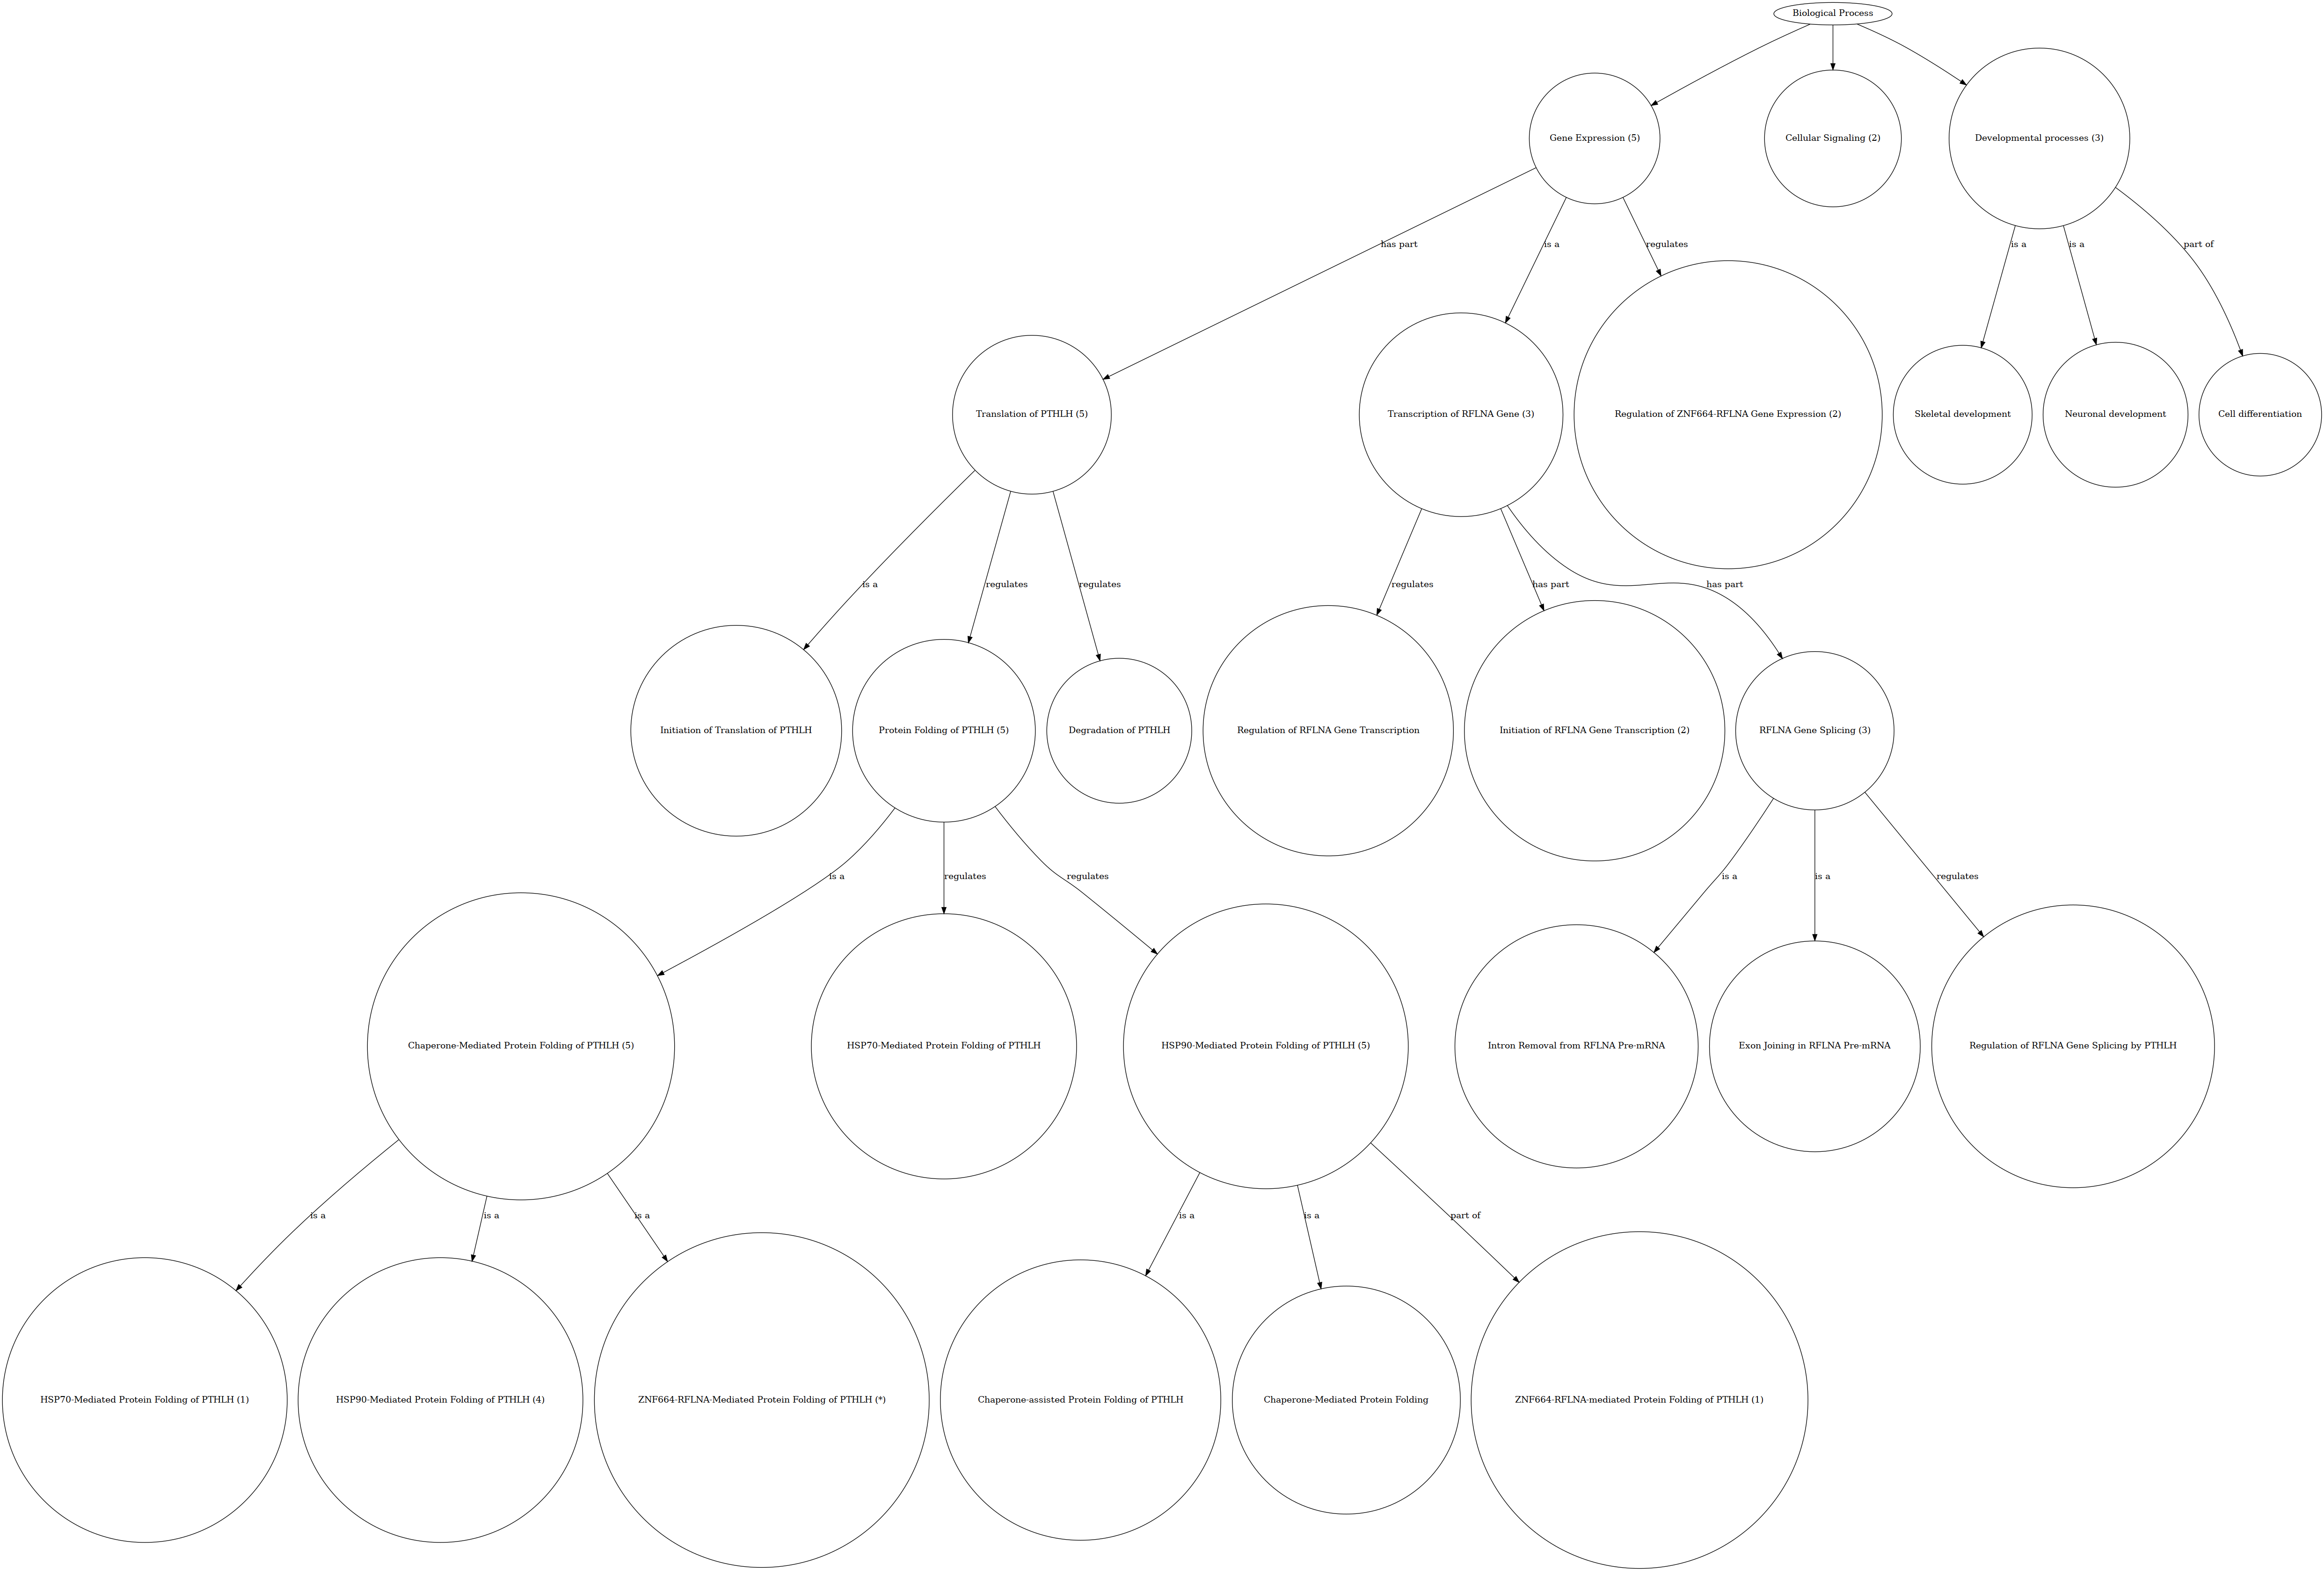 Biological Process
Gene Expression (5)
Cellular Signaling (2)
Developmental processes (3)
has part
is a
regulates
is a
is a
part of
Translation of PTHLH (5)
Transcription of RFLNA Gene (3)
Regulation of ZNF664-RFLNA Gene Expression (2)
Skeletal development
Neuronal development
Cell differentiation
is a
regulates
regulates
regulates
has part
has part
Initiation of Translation of PTHLH
Protein Folding of PTHLH (5)
Degradation of PTHLH
Regulation of RFLNA Gene Transcription
Initiation of RFLNA Gene Transcription (2)
RFLNA Gene Splicing (3)
is a
regulates
regulates
is a
is a
regulates
Chaperone-Mediated Protein Folding of PTHLH (5)
HSP70-Mediated Protein Folding of PTHLH
HSP90-Mediated Protein Folding of PTHLH (5)
Intron Removal from RFLNA Pre-mRNA
Exon Joining in RFLNA Pre-mRNA
Regulation of RFLNA Gene Splicing by PTHLH
is a
is a
is a
is a
is a
part of
HSP70-Mediated Protein Folding of PTHLH (1)
HSP90-Mediated Protein Folding of PTHLH (4)
ZNF664-RFLNA-Mediated Protein Folding of PTHLH (*)
Chaperone-assisted Protein Folding of PTHLH
Chaperone-Mediated Protein Folding
ZNF664-RFLNA-mediated Protein Folding of PTHLH (1)